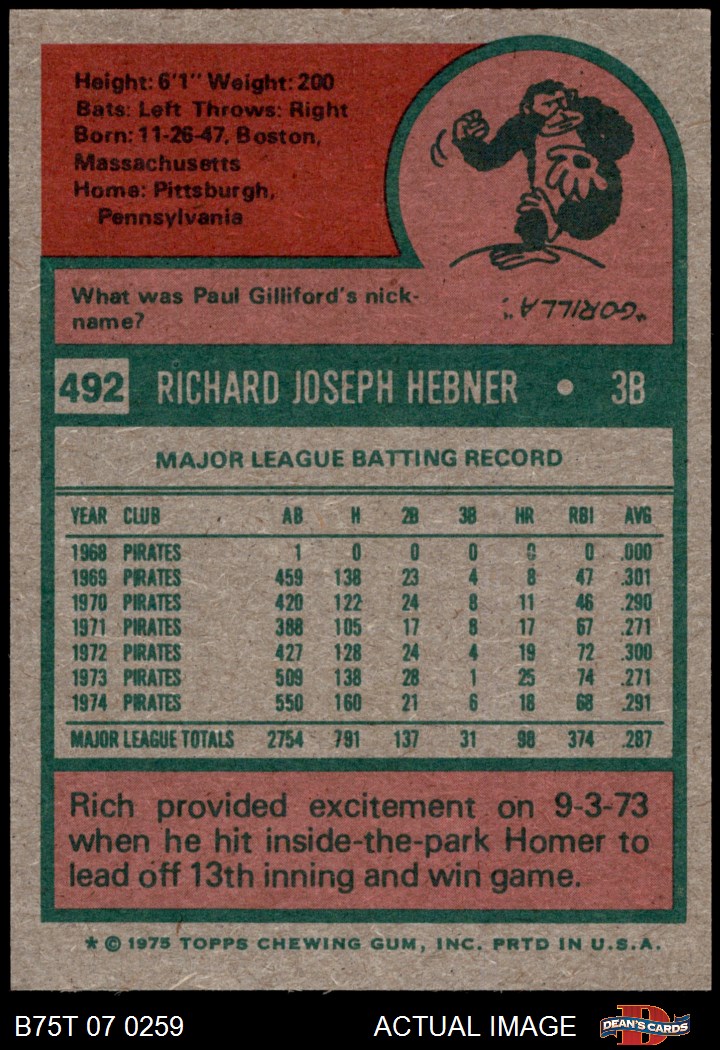 Height: 6'1" Weight: 200
Bats: Left Throws: Right
Born: 11-26-47, Boston,
Massachusetts
Home: Pittsburgh,
Pennsylvania
What was Paul Gilliford's nick-
name?
"GORILLA".
492 RICHARD JOSEPH HEBNER • 3B
MAJOR LEAGUE BATTING RECORD
YEAR CLUB AB H 2B 3B HR RBI AVG
1968 PIRATES 1 0 0 0 0 0 .000
1969 PIRATES 459 138 23 4 8 47 .301
1970 PIRATES 420 122 24 8 11 46 .290
1971 PIRATES 388 105 17 8 17 67 .271
1972 PIRATES 427 128 24 4 19 72 .300
1973 PIRATES 509 138 28 1 25 74 .271
1974 PIRATES 550 160 21 6 18 68 .291
MAJOR LEAGUE TOTALS 2754 791 137 31 98 374 .287
Rich provided excitement on 9-3-73
when he hit inside-the-park Homer to
lead off 13th inning and win game.
* © 1975 TOPPS CHEWING GUM, INC. PRTD IN U.S.A.
B75T 07 0259 ACTUAL IMAGE D DEAN'S CARDS